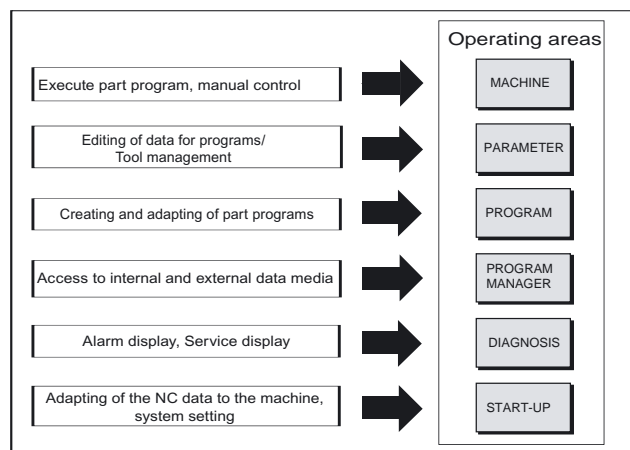 Operating areas
Execute part program, manual control
MACHINE
Editing of data for programs/
Tool management
PARAMETER
Creating and adapting of part programs
PROGRAM
Access to internal and external data media
PROGRAM
MANAGER
Alarm display, Service display
DIAGNOSIS
Adapting of the NC data to the machine,
system setting
START-UP